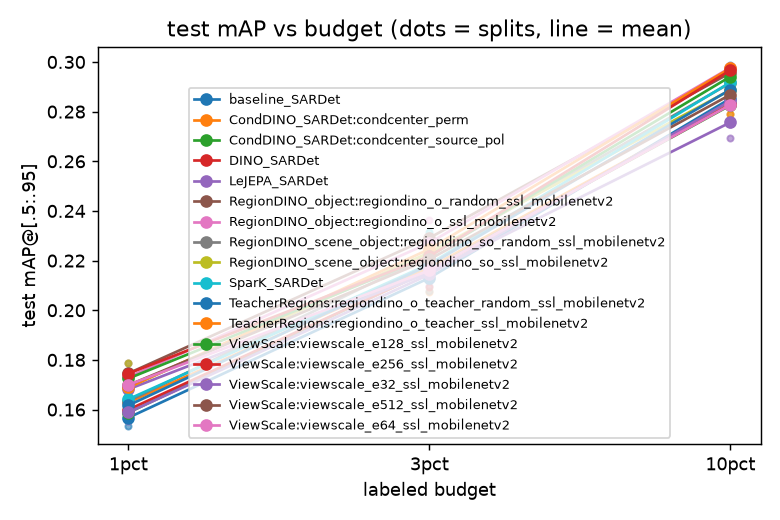 test mAP vs budget (dots = splits, line = mean)
0.30
0.28
0.26
0.24
0.22
0.20
0.18
0.16
test mAP@[.5:.95]
baseline_SARDet
CondDINO_SARDet:condcenter_perm
CondDINO_SARDet:condcenter_source_pol
DINO_SARDet
LeJEPA_SARDet
RegionDINO_object:regiondino_o_random_ssl_mobilenetv2
RegionDINO_object:regiondino_o_ssl_mobilenetv2
RegionDINO_scene_object:regiondino_so_random_ssl_mobilenetv2
RegionDINO_scene_object:regiondino_so_ssl_mobilenetv2
SparK_SARDet
TeacherRegions:regiondino_o_teacher_random_ssl_mobilenetv2
TeacherRegions:regiondino_o_teacher_ssl_mobilenetv2
ViewScale:viewscale_e128_ssl_mobilenetv2
ViewScale:viewscale_e256_ssl_mobilenetv2
ViewScale:viewscale_e32_ssl_mobilenetv2
ViewScale:viewscale_e512_ssl_mobilenetv2
ViewScale:viewscale_e64_ssl_mobilenetv2
1pct 3pct 10pct
labeled budget